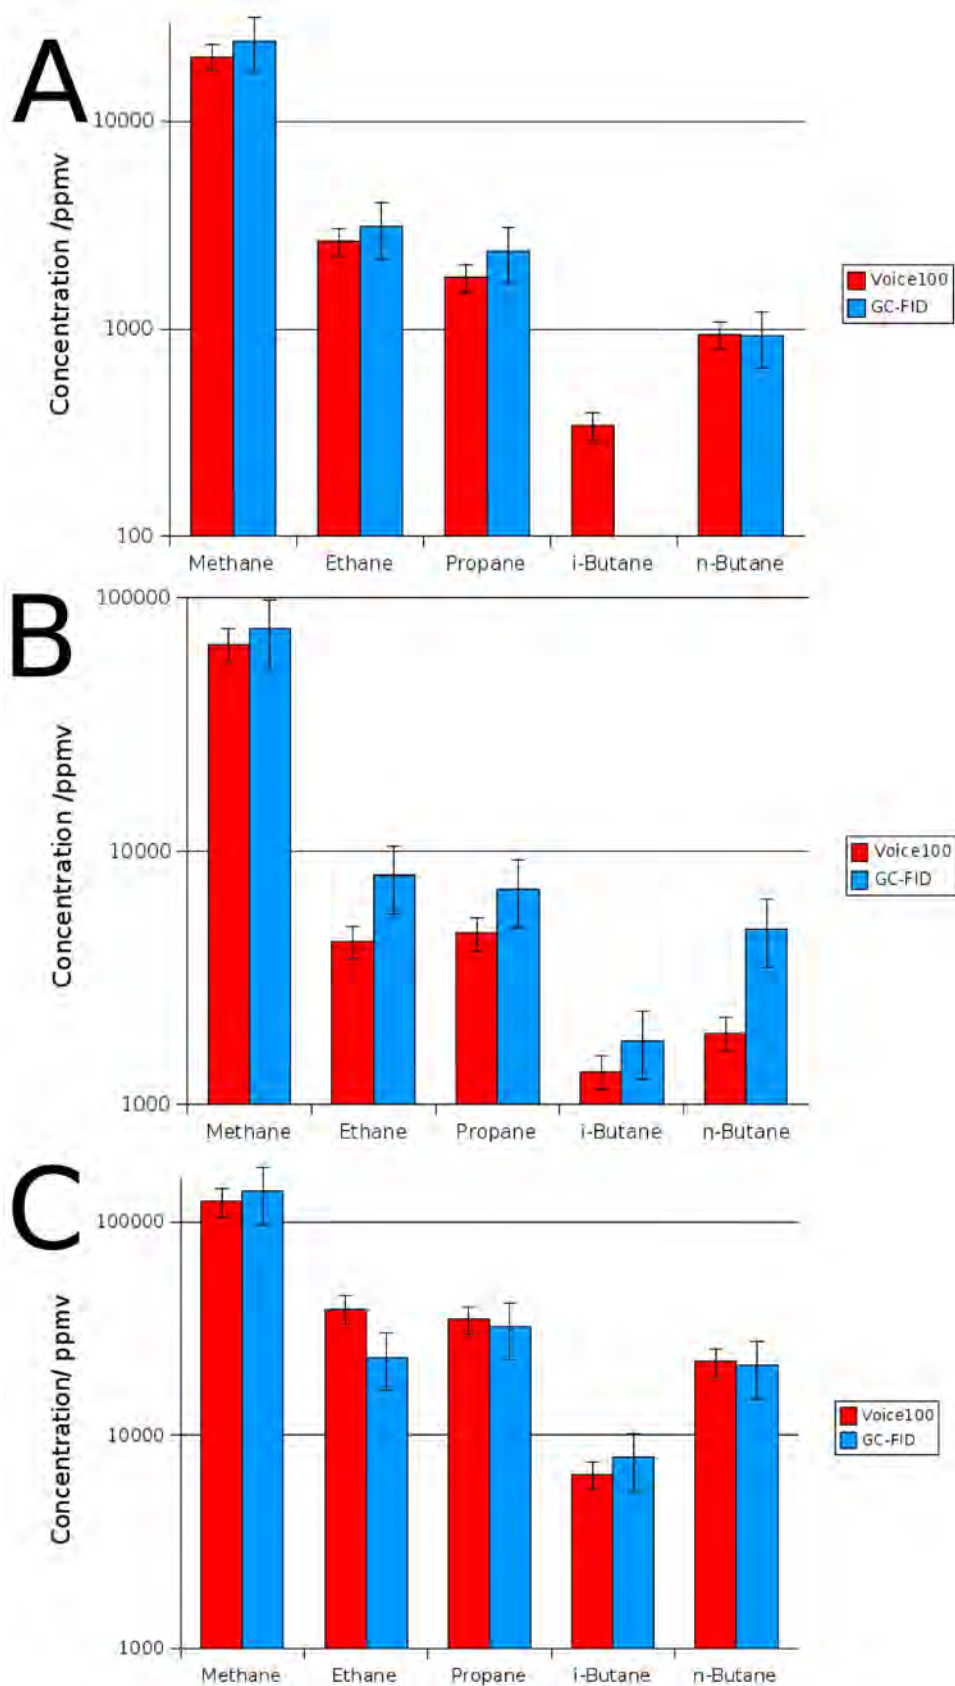 A
Concentration /ppmv
10000
1000
100
Methane Ethane Propane i-Butane n-Butane
Voice100
GC-FID
B
Concentration /ppmv
100000
10000
1000
Methane Ethane Propane i-Butane n-Butane
Voice100
GC-FID
C
Concentration/ ppmv
100000
10000
1000
Methane Ethane Propane i-Butane n-Butane
Voice100
GC-FID